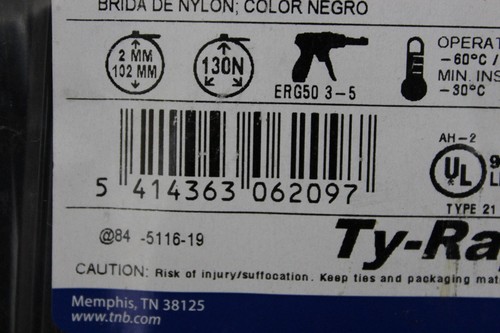 BRIDA DE NYLON; COLOR NEGRO
2 MM
102 MM
130N
ERG50 3-5
OPERAT
-60°C /
MIN. INS
-30°C
5 414363 062097
AH-2
UL
TYPE 21
@84 -5116-19
Ty-Ra
CAUTION: Risk of injury/suffocation. Keep ties and packaging mat
Memphis, TN 38125
www.tnb.com